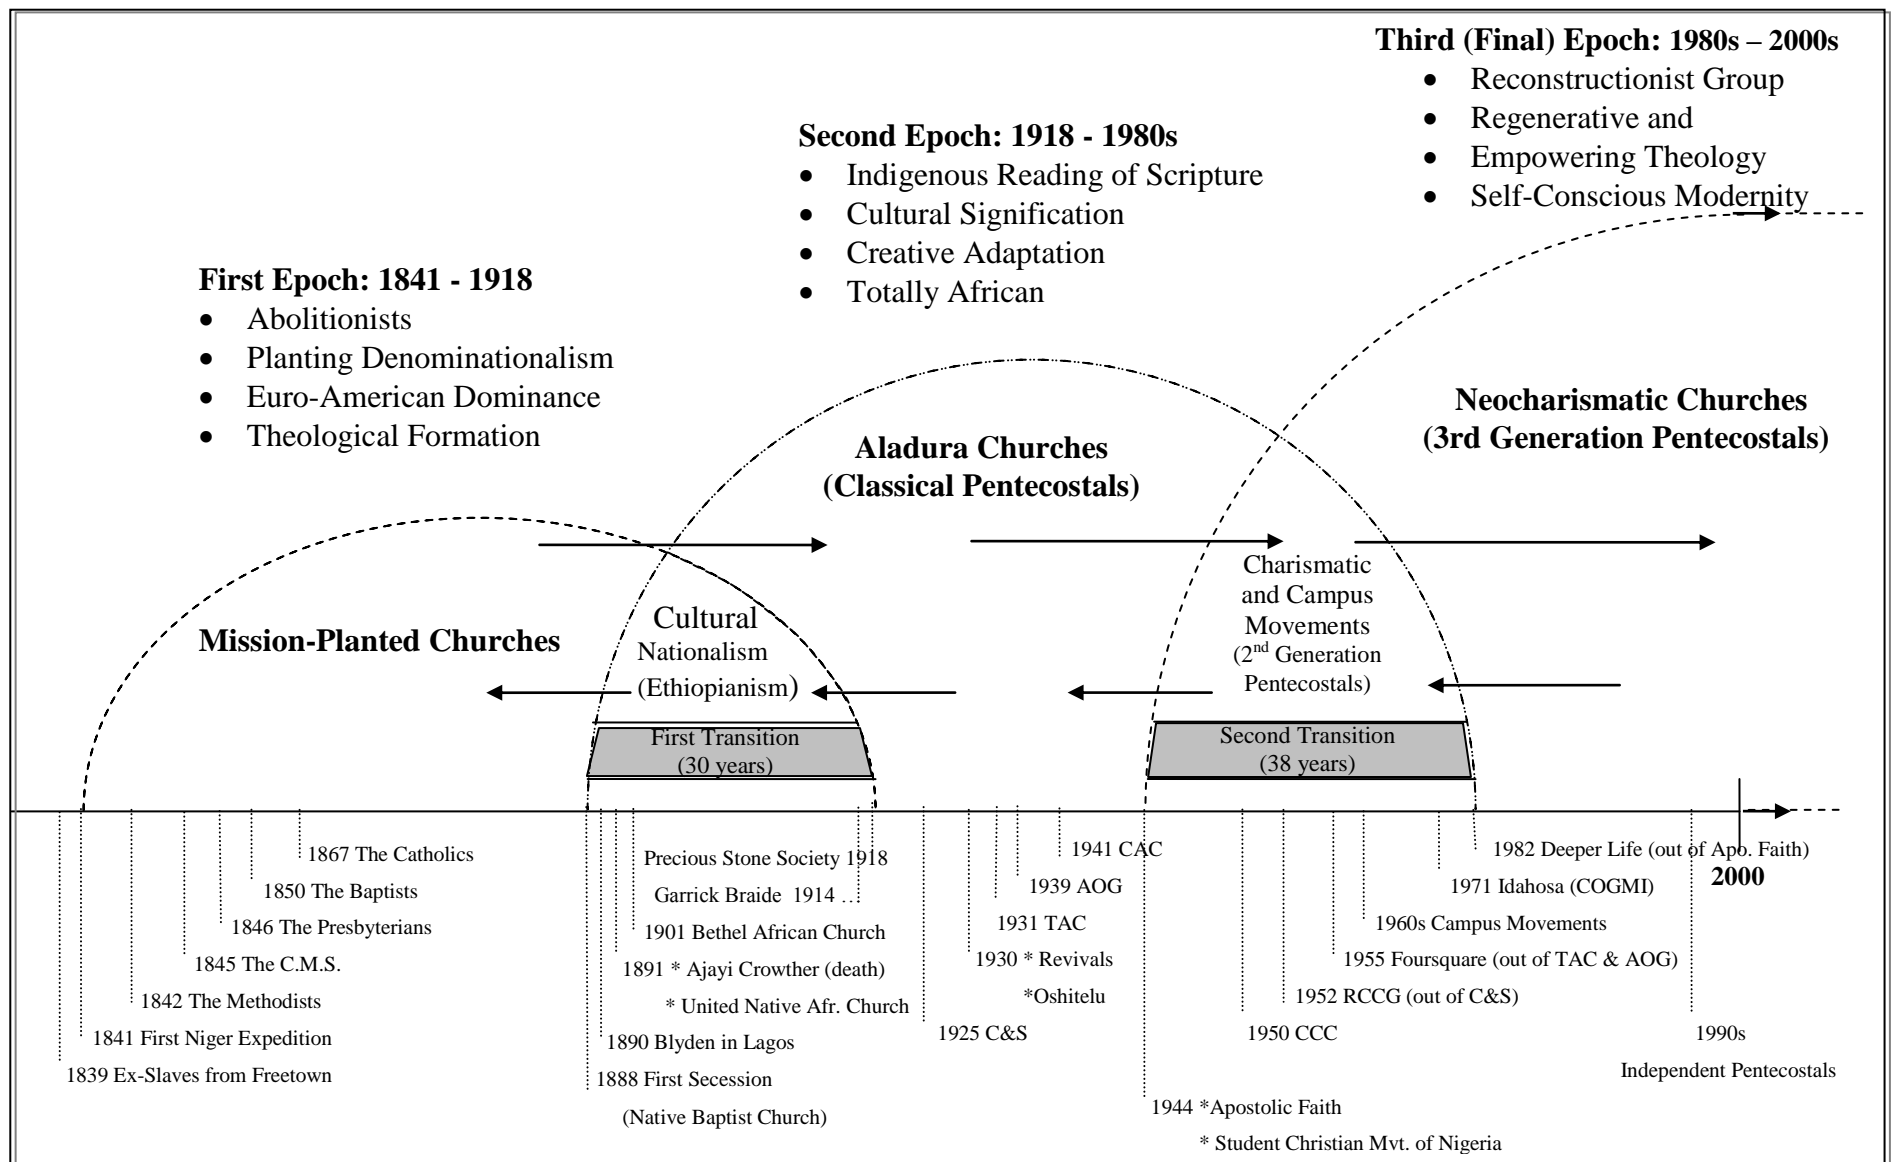 Third (Final) Epoch: 1980s – 2000s
• Reconstructionist Group
• Regenerative and
• Empowering Theology
• Self-Conscious Modernity
Second Epoch: 1918 - 1980s
• Indigenous Reading of Scripture
• Cultural Signification
• Creative Adaptation
• Totally African
First Epoch: 1841 - 1918
• Abolitionists
• Planting Denominationalism
• Euro-American Dominance
• Theological Formation
Neocharismatic Churches
(3rd Generation Pentecostals)
Aladura Churches
(Classical Pentecostals)
Mission-Planted Churches
Cultural
Nationalism
(Ethiopianism)
Charismatic
and Campus
Movements
(2nd Generation
Pentecostals)
First Transition
(30 years)
Second Transition
(38 years)
1867 The Catholics
1850 The Baptists
1846 The Presbyterians
1845 The C.M.S.
1842 The Methodists
1841 First Niger Expedition
1839 Ex-Slaves from Freetown
Precious Stone Society 1918
Garrick Braide 1914 …
1901 Bethel African Church
1891 * Ajayi Crowther (death)
* United Native Afr. Church
1890 Blyden in Lagos
1888 First Secession
(Native Baptist Church)
1941 CAC
1939 AOG
1931 TAC
1930 * Revivals
*Oshitelu
1925 C&S
1982 Deeper Life (out of Apo. Faith)
2000
1971 Idahosa (COGMI)
1960s Campus Movements
1955 Foursquare (out of TAC & AOG)
1952 RCCG (out of C&S)
1950 CCC
1990s
Independent Pentecostals
1944 *Apostolic Faith
* Student Christian Mvt. of Nigeria